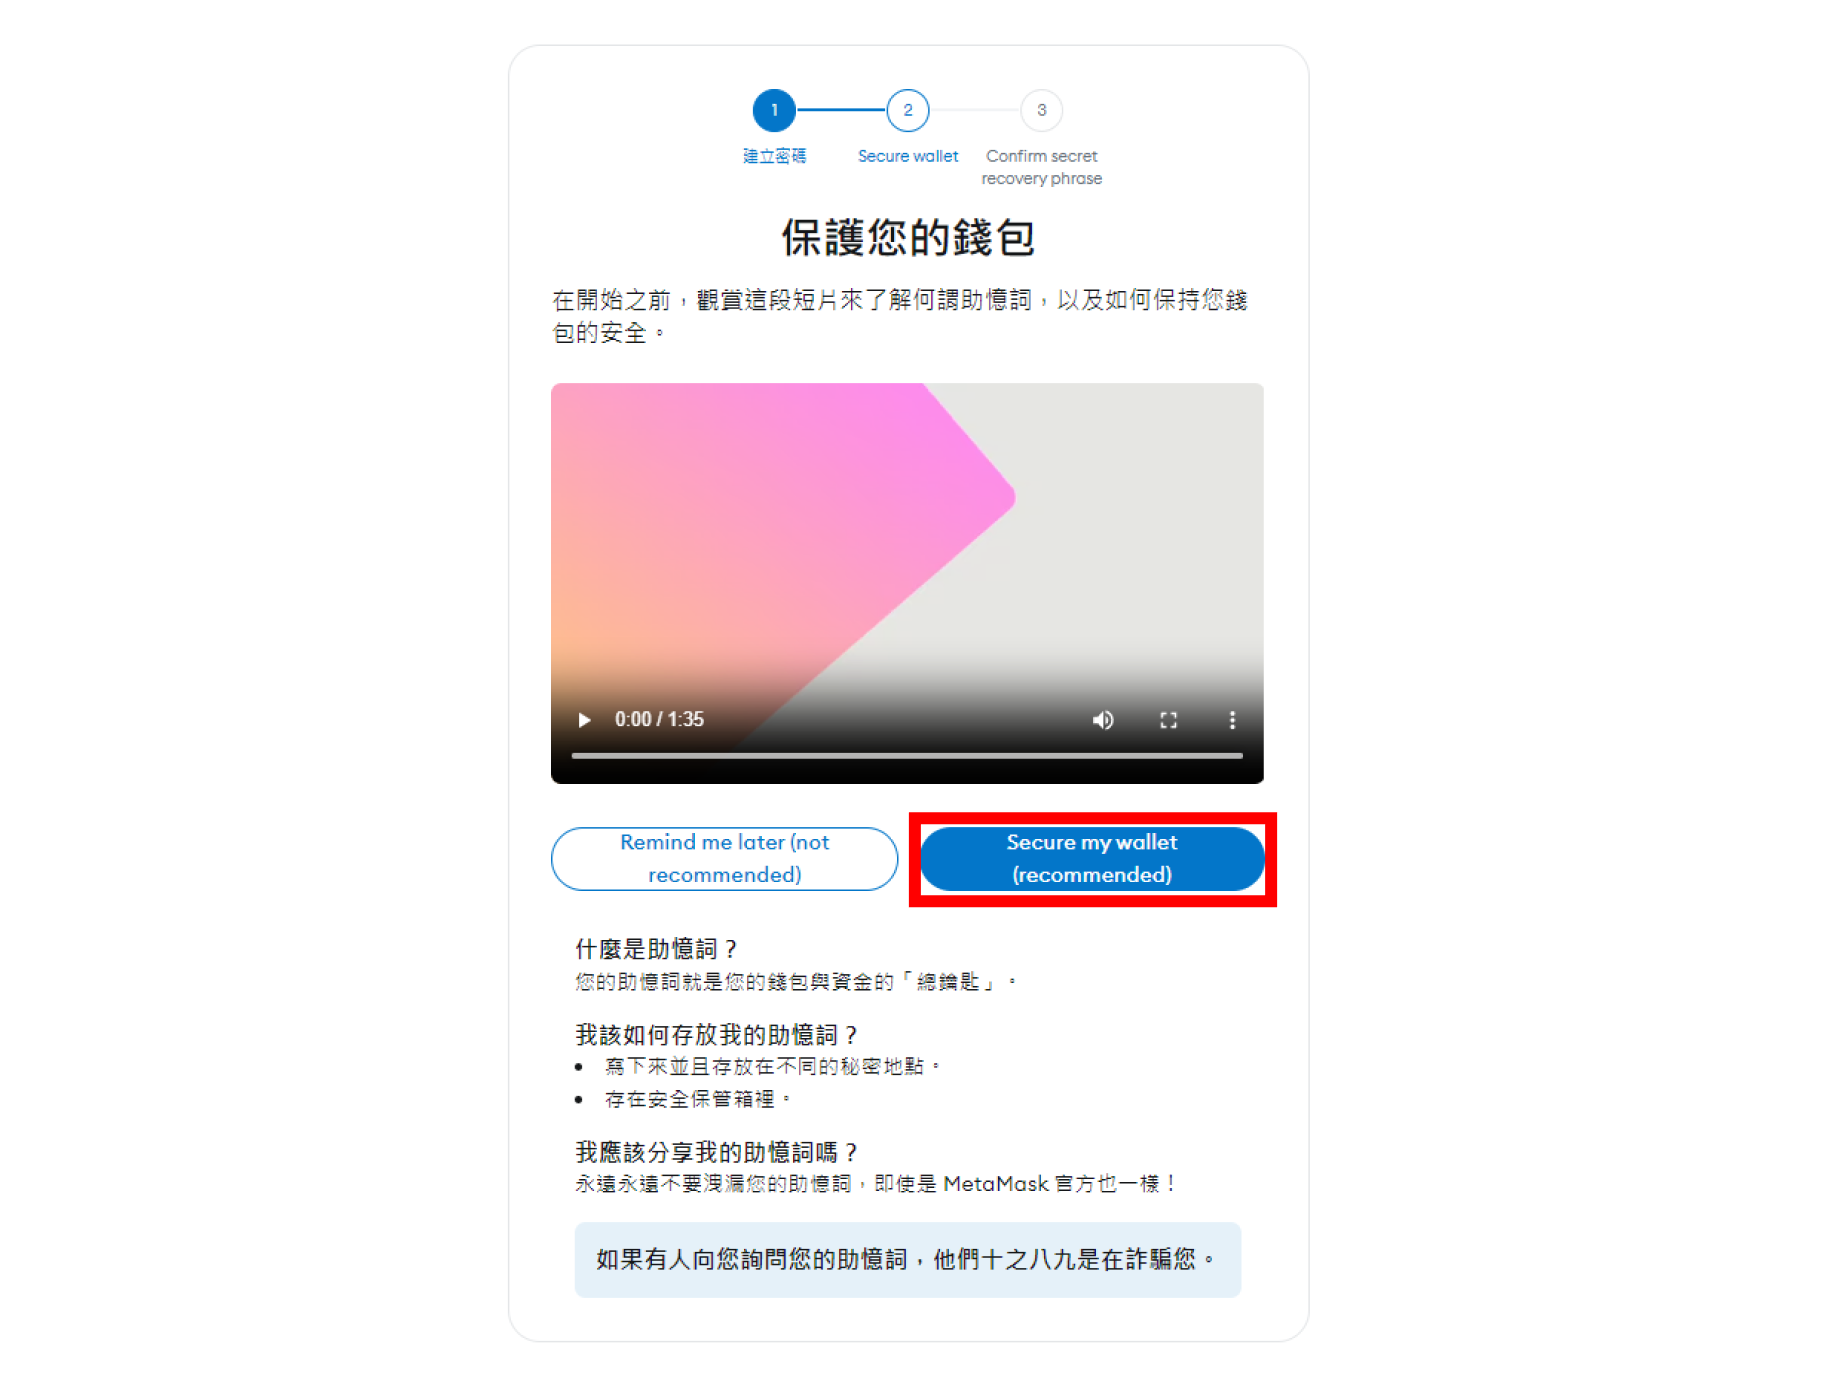 1
2
3
建立密碼
Secure wallet
Confirm secret
recovery phrase
保護您的錢包
在開始之前，觀賞這段短片來了解何謂助憶詞，以及如何保持您錢
包的安全。
0:00 / 1:35
Remind me later (not
recommended)
Secure my wallet
(recommended)
什麼是助憶詞？
您的助憶詞就是您的錢包與資金的「總鑰匙」。
我該如何存放我的助憶詞？
• 寫下來並且存放在不同的秘密地點。
• 存在安全保管箱裡。
我應該分享我的助憶詞嗎？
永遠永遠不要洩漏您的助憶詞，即使是 MetaMask 官方也一樣！
如果有人向您詢問您的助憶詞，他們十之八九是在詐騙您。